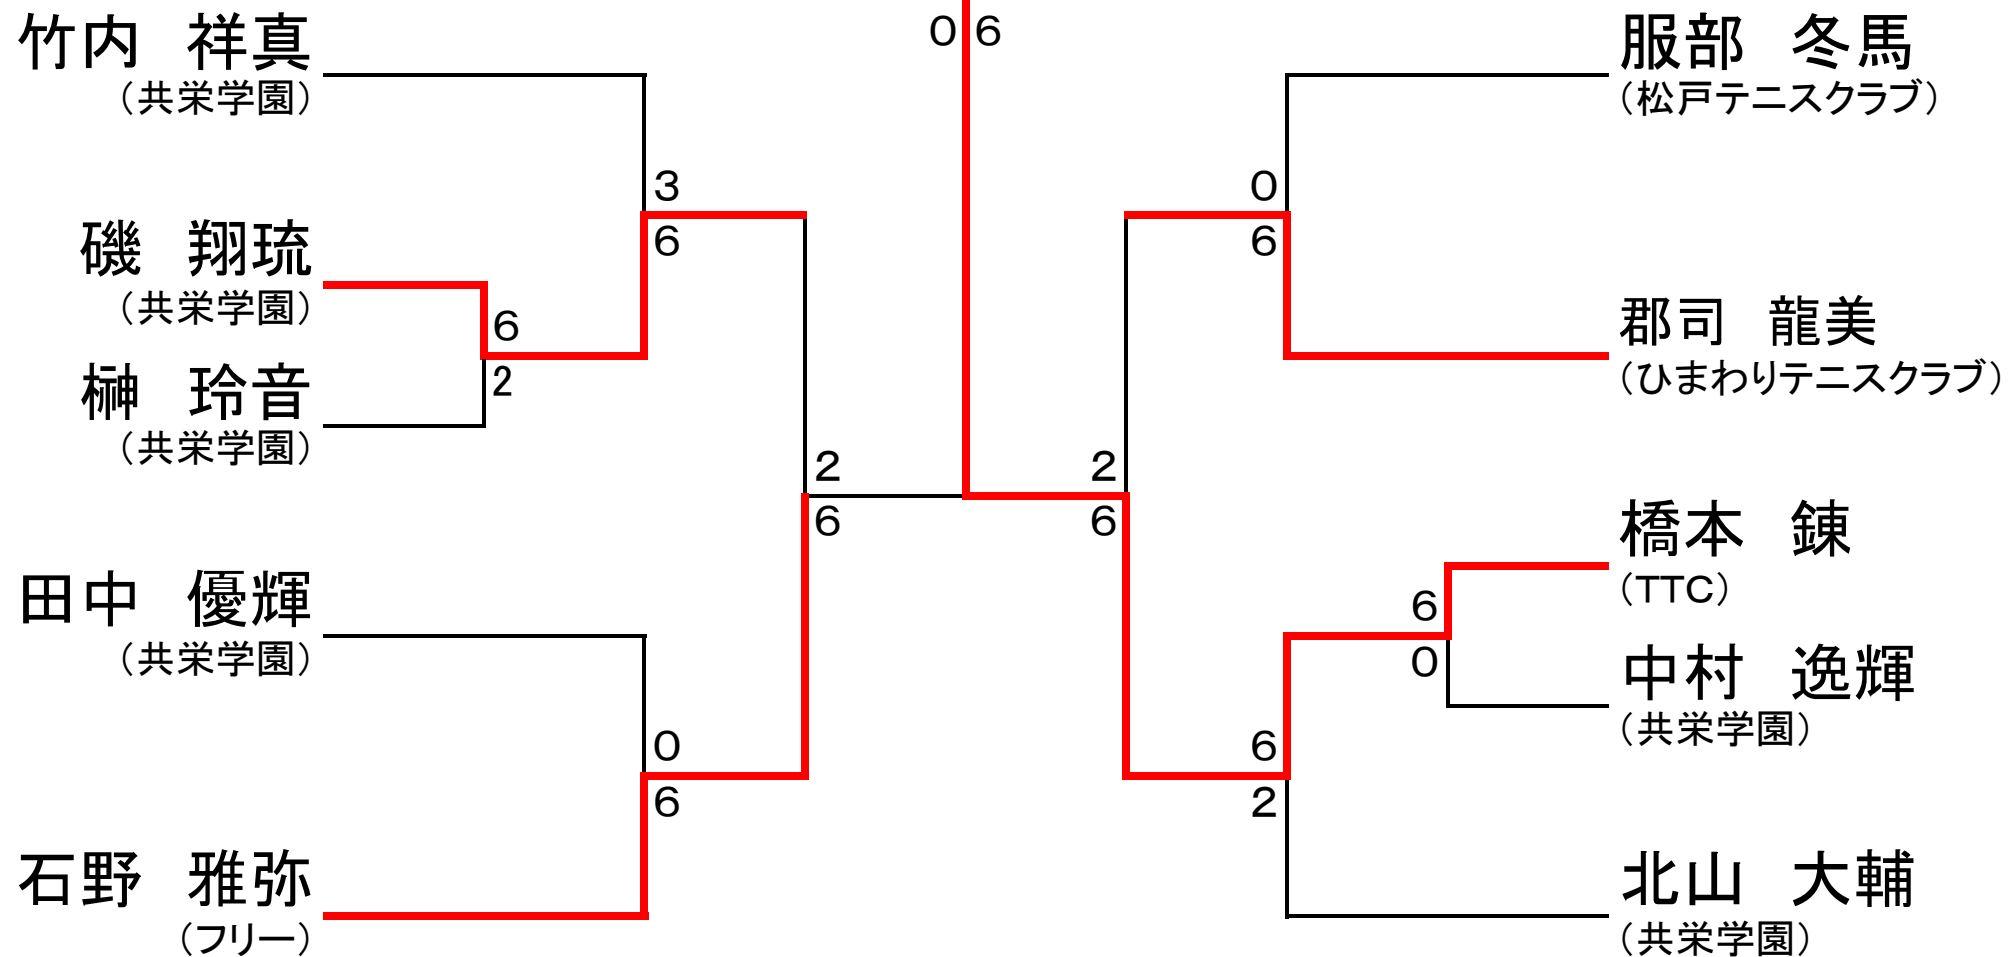 竹内 祥真
（共栄学園）
磯 翔琉
（共栄学園）
榊 玲音
（共栄学園）
田中 優輝
（共栄学園）
石野 雅弥
（フリー）
3
6
6
2
2
6
0
6
0 6
0
6
2
6
6
0
6
2
服部 冬馬
（松戸テニスクラブ）
郡司 龍美
（ひまわりテニスクラブ）
橋本 錬
（TTC）
中村 逸輝
（共栄学園）
北山 大輔
（共栄学園）